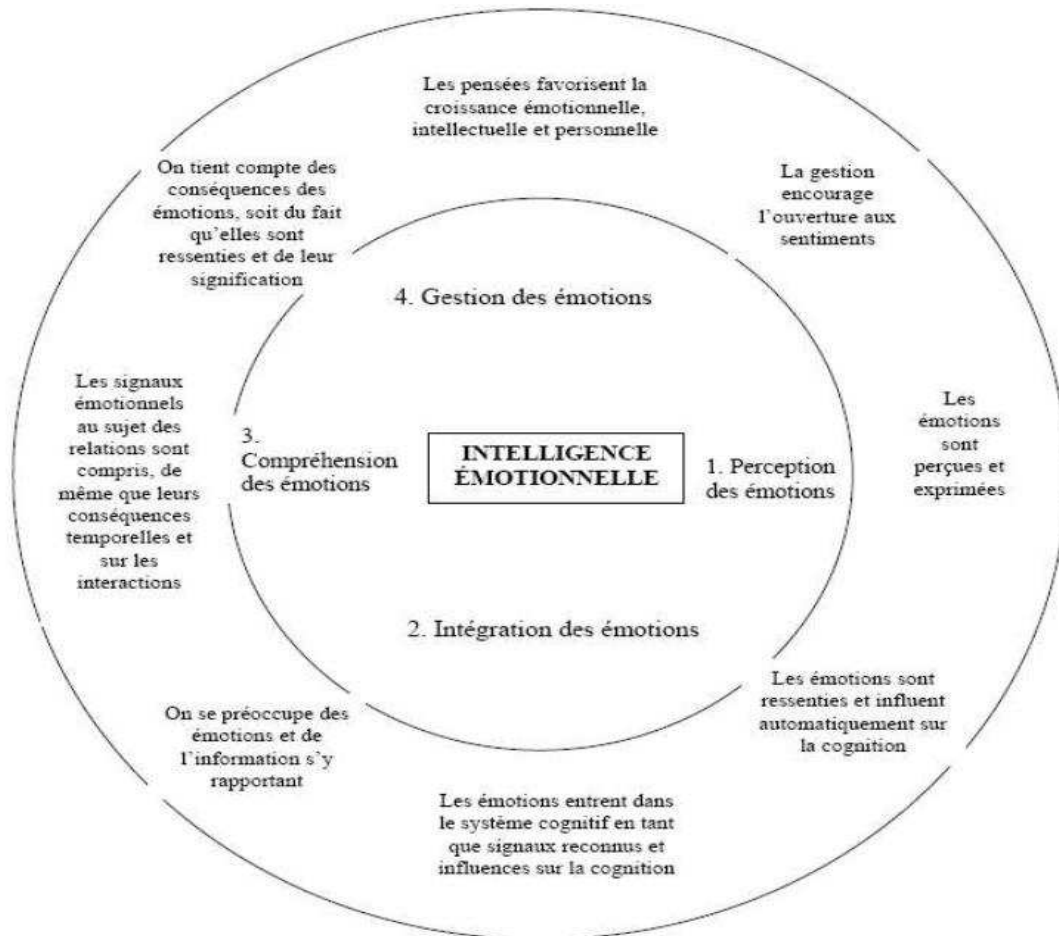 Les pensées favorisent la
croissance émotionnelle,
intellectuelle et personnelle
On tient compte des
conséquences des
émotions, soit du fait
qu'elles sont
ressenties et de leur
signification
La gestion
encourage
l'ouverture aux
sentiments
4. Gestion des émotions
Les signaux
émotionnels
au sujet des
relations sont
compris, de
même que leurs
conséquences
temporelles et
sur les
interactions
3.
Compréhension
des émotions
INTELLIGENCE
ÉMOTIONNELLE
1. Perception
des émotions
Les
émotions
sont
perçues et
exprimées
2. Intégration des émotions
Les émotions sont
ressenties et influent
automatiquement sur
la cognition
On se préoccupe des
émotions et de
l'information s'y
rapportant
Les émotions entrent dans
le système cognitif en tant
que signaux reconnus et
influences sur la cognition